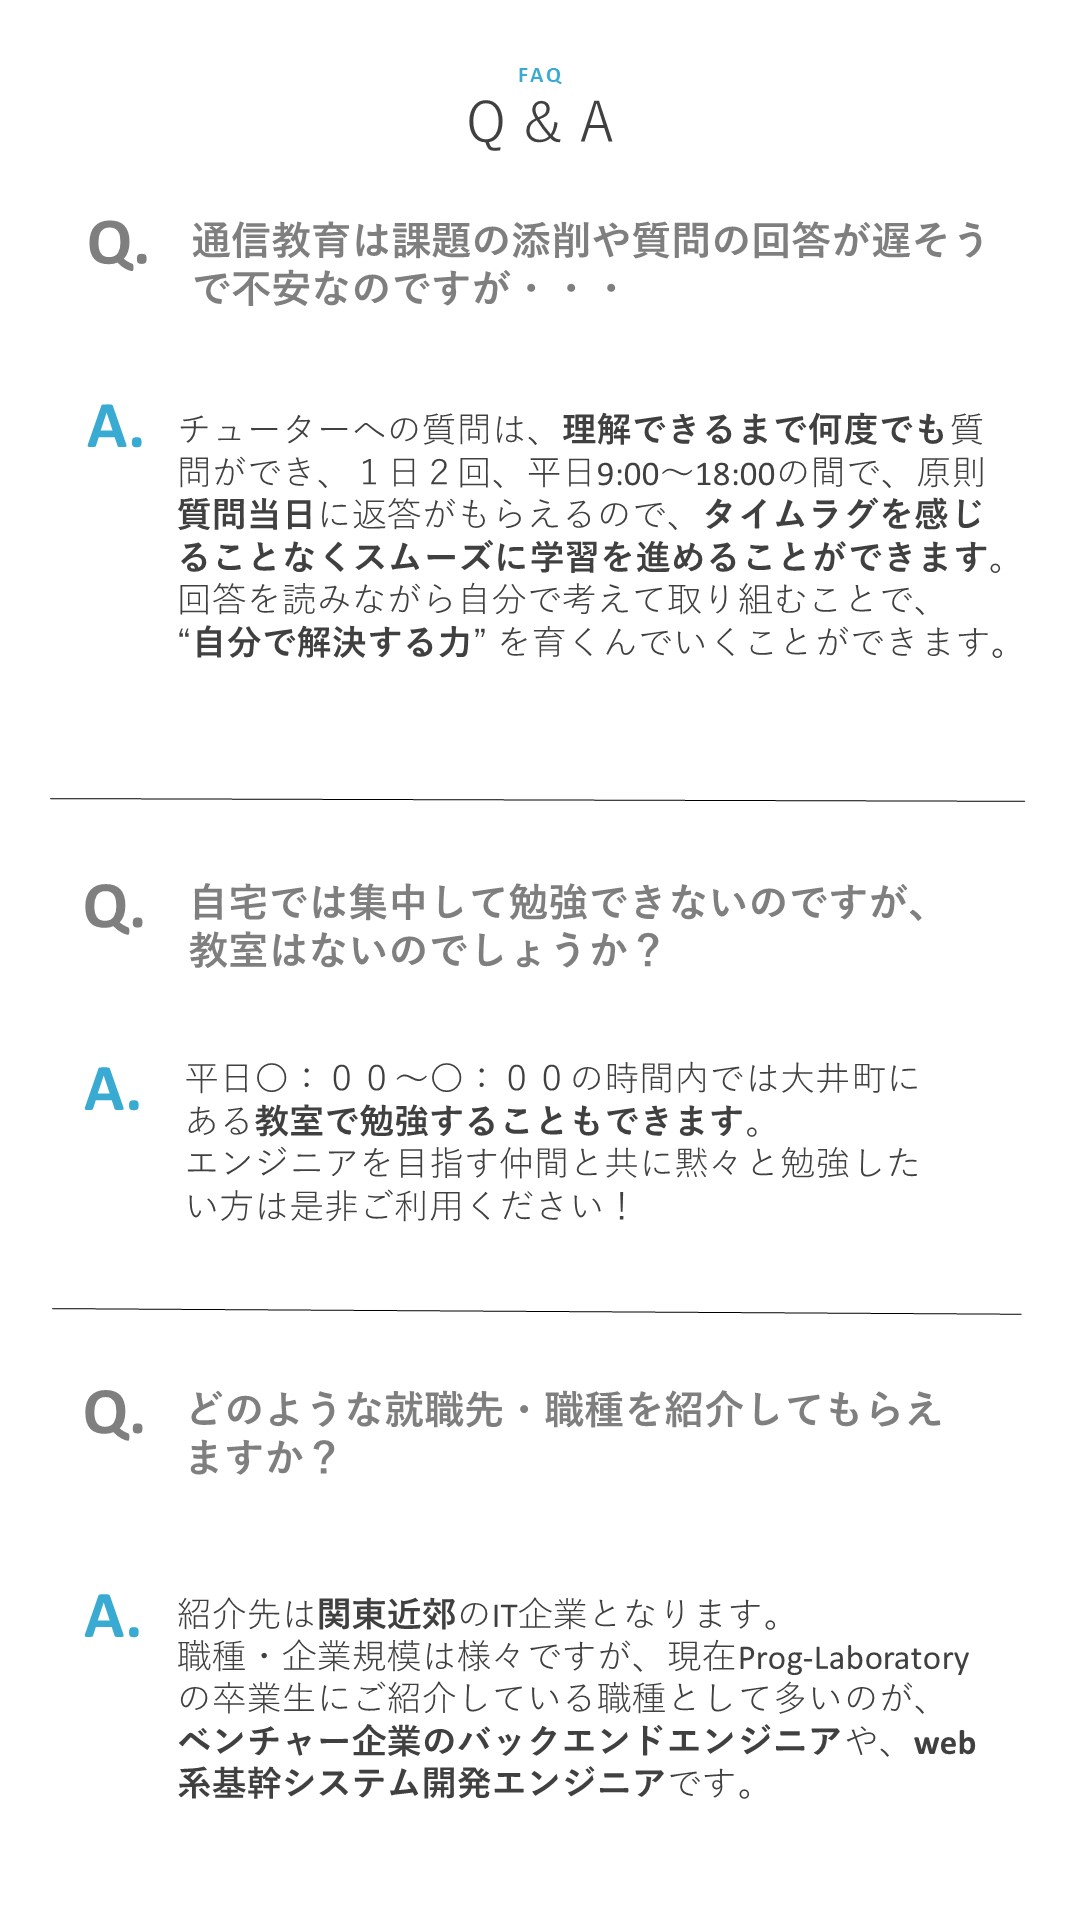 FAQ
Q & A
Q.
通信教育は課題の添削や質問の回答が遅そう
で不安なのですが・・・
A.
チューターへの質問は、理解できるまで何度でも質
問ができ、１日２回、平日9:00～18:00の間で、原則
質問当日に返答がもらえるので、タイムラグを感じ
ることなくスムーズに学習を進めることができます。
回答を読みながら自分で考えて取り組むことで、
“自分で解決する力” を育くんでいくことができます。
Q.
自宅では集中して勉強できないのですが、
教室はないのでしょうか？
A.
平日〇：００～〇：００の時間内では大井町に
ある教室で勉強することもできます。
エンジニアを目指す仲間と共に黙々と勉強した
い方は是非ご利用ください！
Q.
どのような就職先・職種を紹介してもらえ
ますか？
A.
紹介先は関東近郊のIT企業となります。
職種・企業規模は様々ですが、現在Prog-Laboratory
の卒業生にご紹介している職種として多いのが、
ベンチャー企業のバックエンドエンジニアや、web
系基幹システム開発エンジニアです。